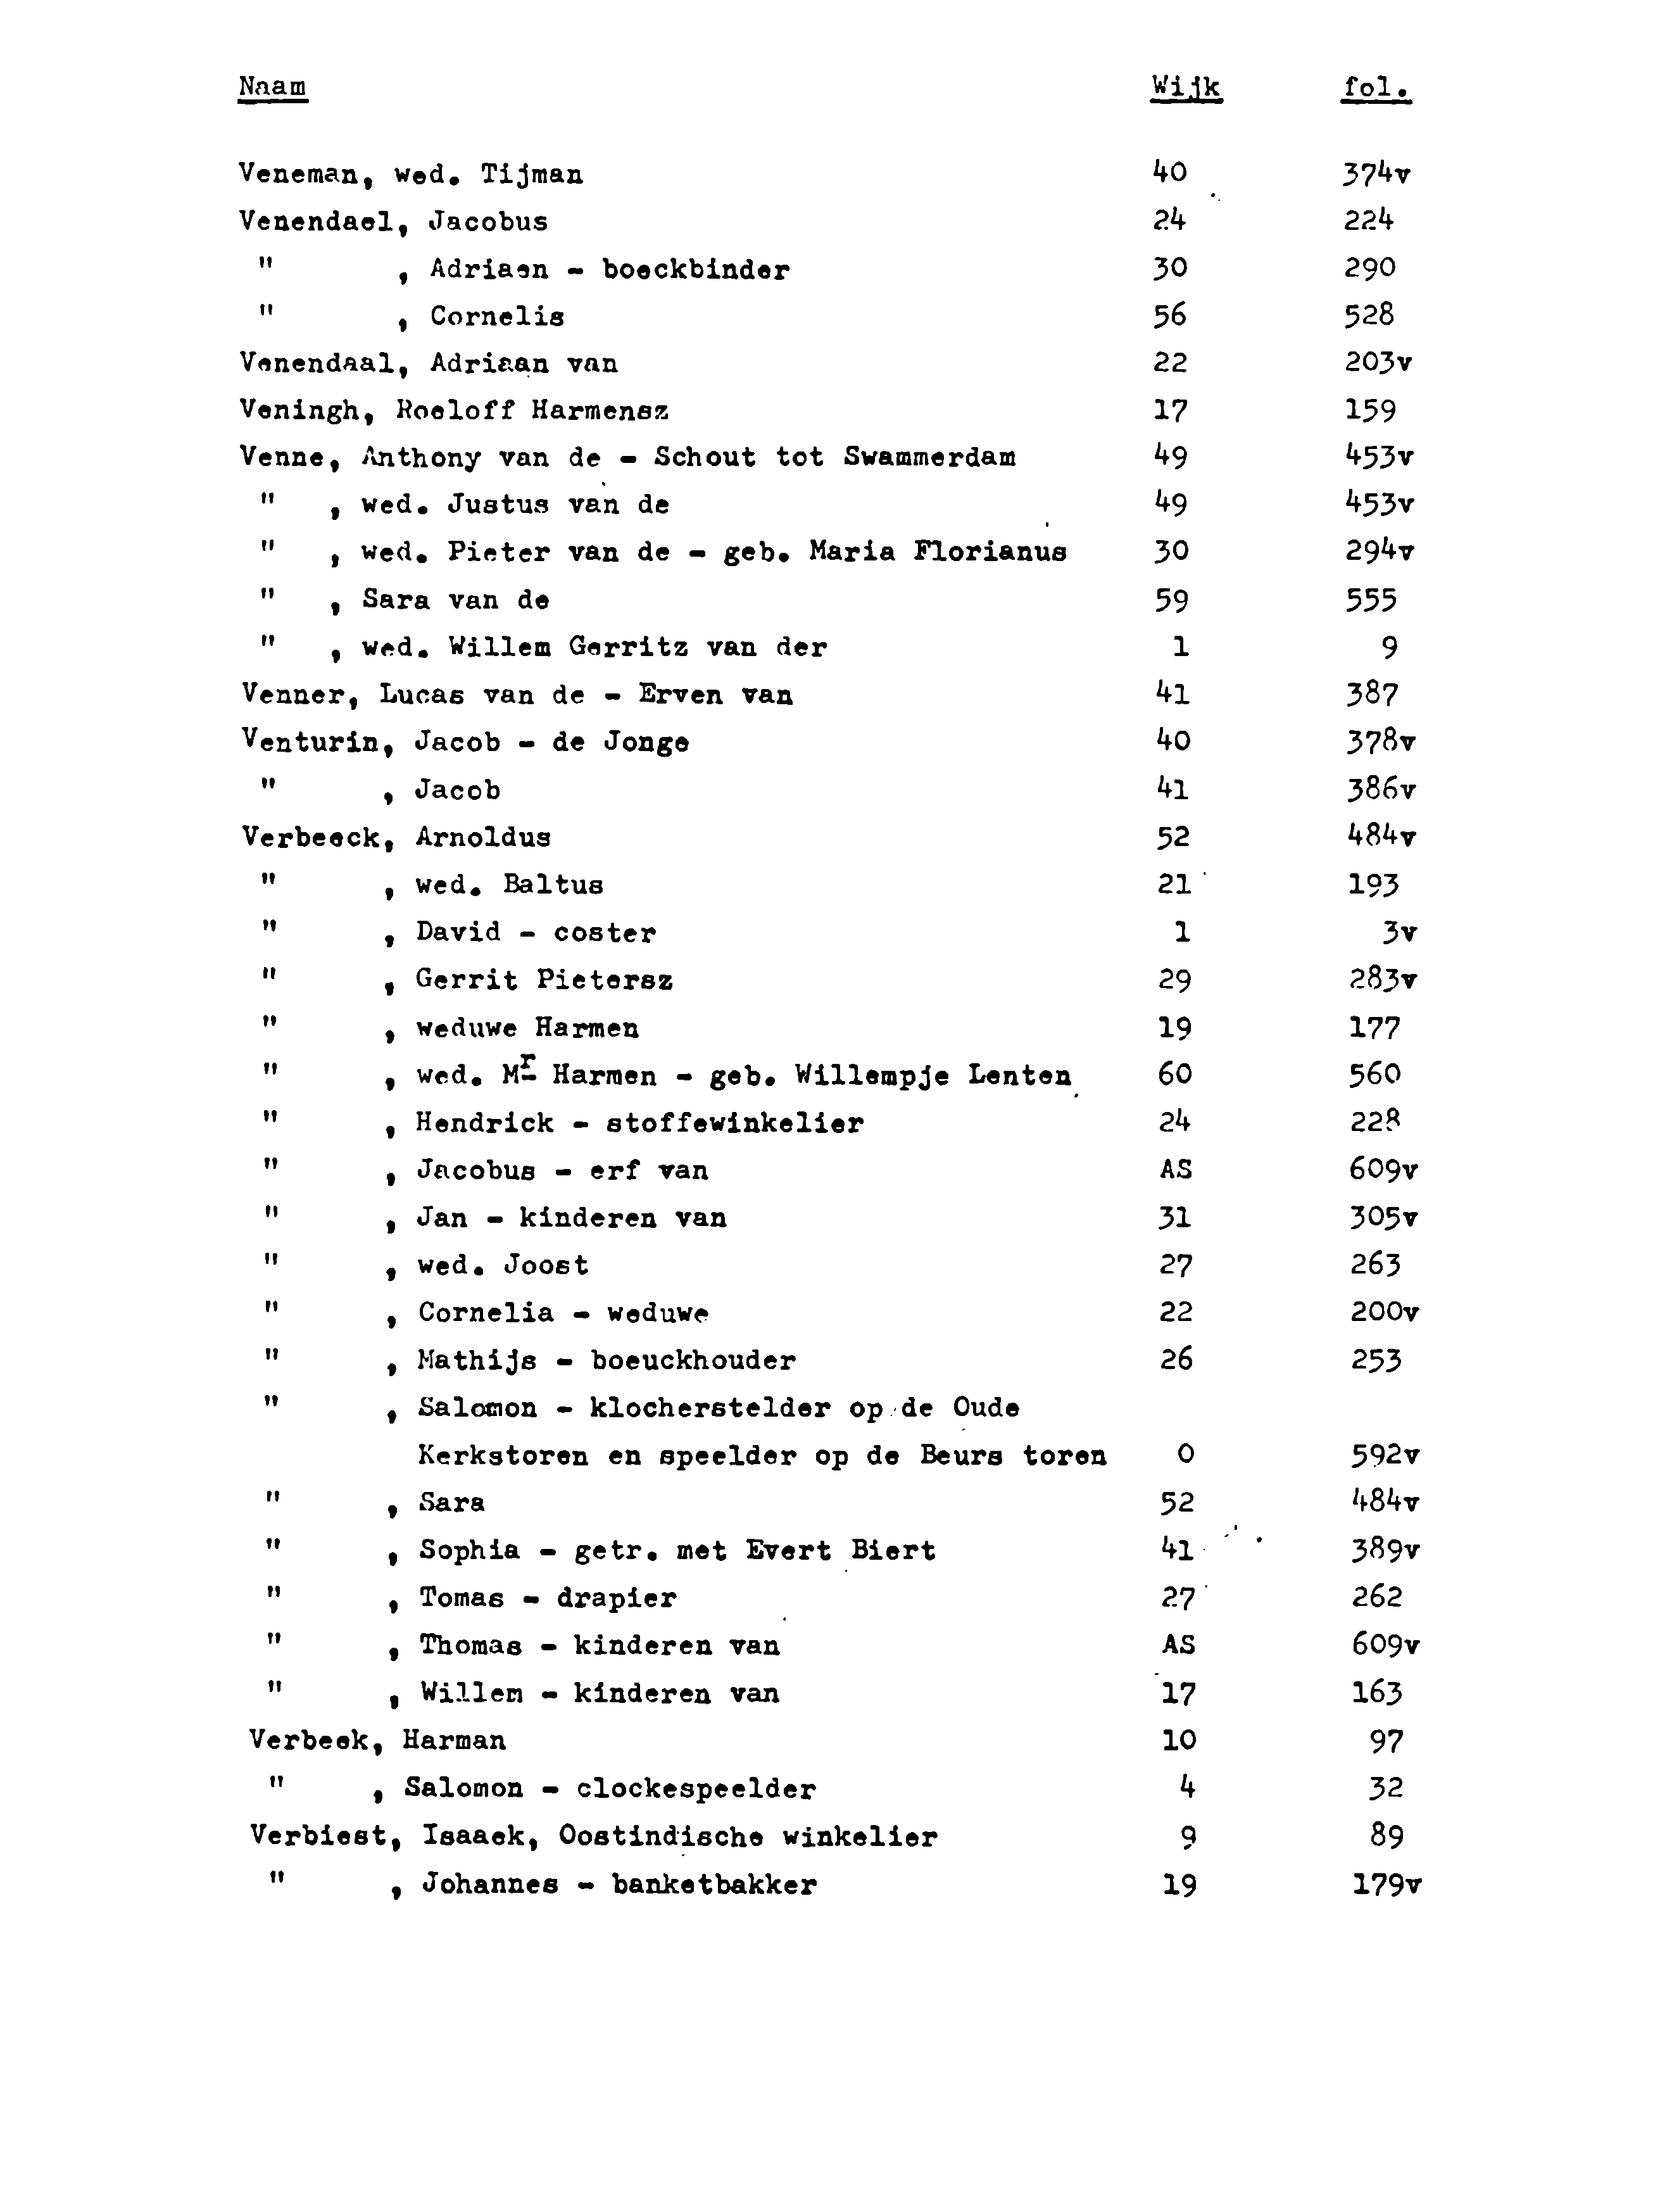 Naam Wijk fol.
Veneman, wed. Tijman 40 374v
Venendael, Jacobus 24 224
" , Adriaen - boeckbinder 30 290
" , Cornelis 56 528
Venendaal, Adriaan van 22 203v
Veningh, Roeloff Harmensz 17 159
Venne, Anthony van de - Schout tot Swammerdam 49 453v
" , wed. Justus van de 49 453v
" , wed. Pieter van de - geb. Maria Florianus 30 294v
" , Sara van de 59 555
" , wed. Willem Gerritz van der 1 9
Venner, Lucas van de - Erven van 41 387
Venturin, Jacob - de Jonge 40 378v
" , Jacob 41 386v
Verbeeck, Arnoldus 52 484v
" , wed. Baltus 21 193
" , David - coster 1 3v
" , Gerrit Pietersz 29 283v
" , weduwe Harmen 19 177
" , wed. Mr Harmen - geb. Willempje Lenten 60 560
" , Hendrick - stoffewinkelier 24 228
" , Jacobus - erf van AS 609v
" , Jan - kinderen van 31 305v
" , wed. Joost 27 263
" , Cornelia - weduwe 22 200v
" , Mathijs - boeuckhouder 26 253
" , Salomon - klocherstelder op de Oude
Kerkstoren en speelder op de Beurs toren 0 592v
" , Sara 52 484v
" , Sophia - getr. met Evert Biert 41 389v
" , Tomas - drapier 27 262
" , Thomas - kinderen van AS 609v
" , Willem - kinderen van 17 163
Verbeek, Harman 10 97
" , Salomon - clockespeelder 4 32
Verbiest, Isaaek, Oostindische winkelier 9 89
" , Johannes - banketbakker 19 179v